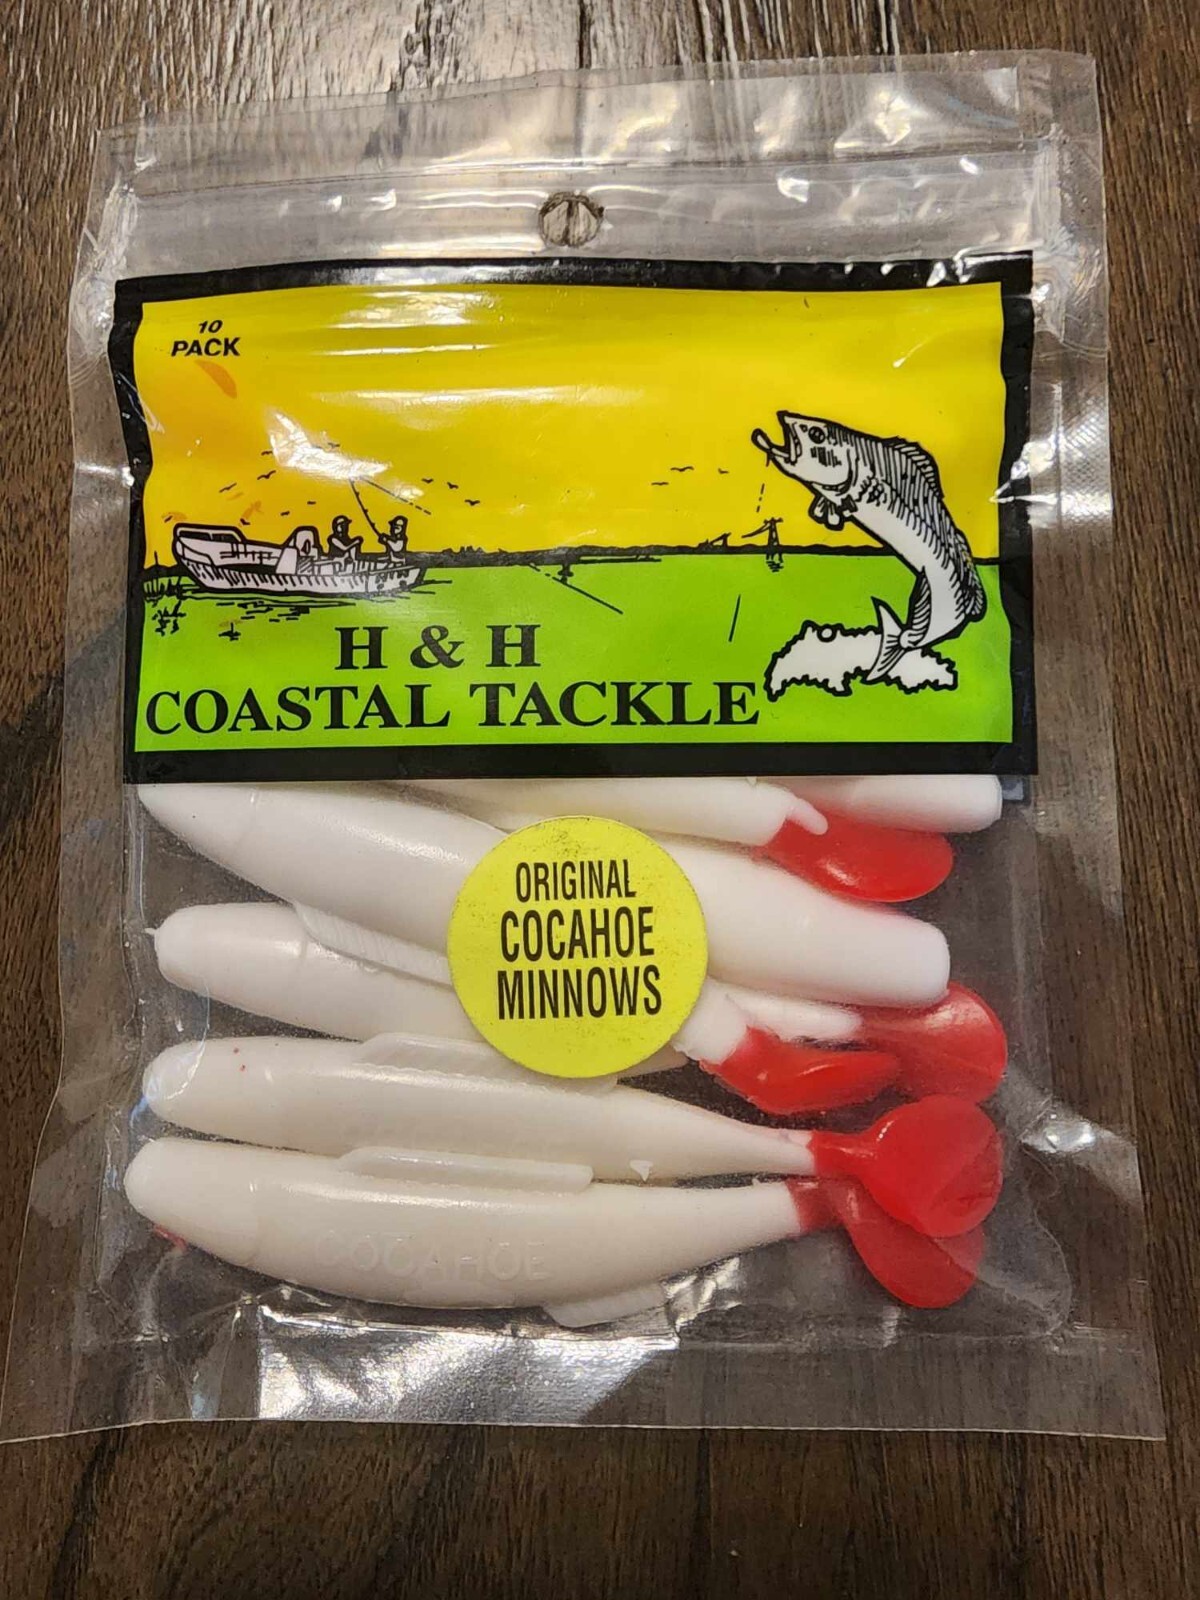 10
PACK
H & H
COASTAL TACKLE
ORIGINAL
COCAHOE
MINNOWS
COCAHOE